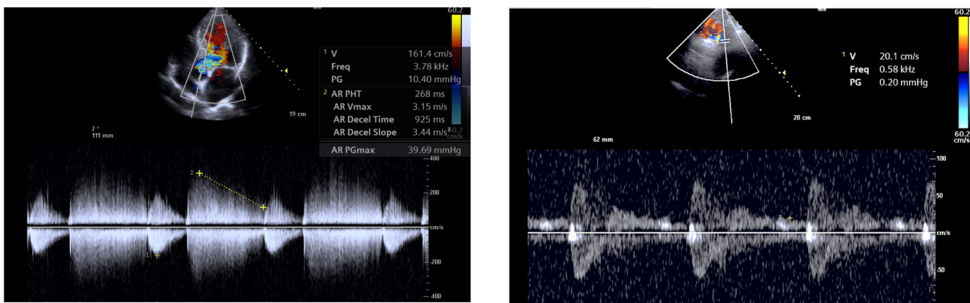 60.2
1 V 161.4 cm/s
Freq 3.78 kHz
PG 10.40 mmHg
2 AR PHT 268 ms
AR Vmax 3.15 m/s
AR Decel Time 925 ms
AR Decel Slope 3.44 m/s²
60.2
cm/s
AR PGmax 39.69 mmHg
19 cm
7 °
111 mm
400
200
cm/s
-200
-400
2
1
60.2
1 V 20.1 cm/s
Freq 0.58 kHz
PG 0.20 mmHg
60.2
cm/s
20 cm
62 mm
100
50
cm/s
-50